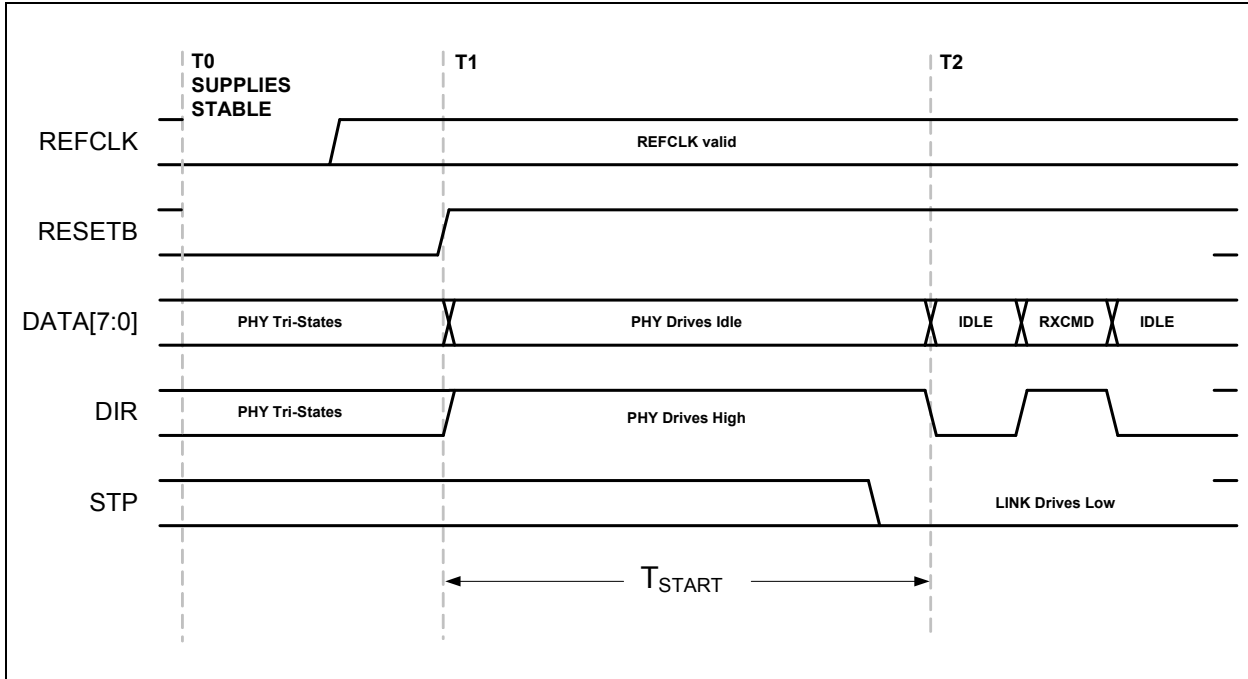 T0
SUPPLIES
STABLE
T1
T2
REFCLK
REFCLK valid
RESETB
DATA[7:0]
PHY Tri-States
PHY Drives Idle
IDLE
RXCMD
IDLE
DIR
PHY Tri-States
PHY Drives High
STP
LINK Drives Low
TSTART